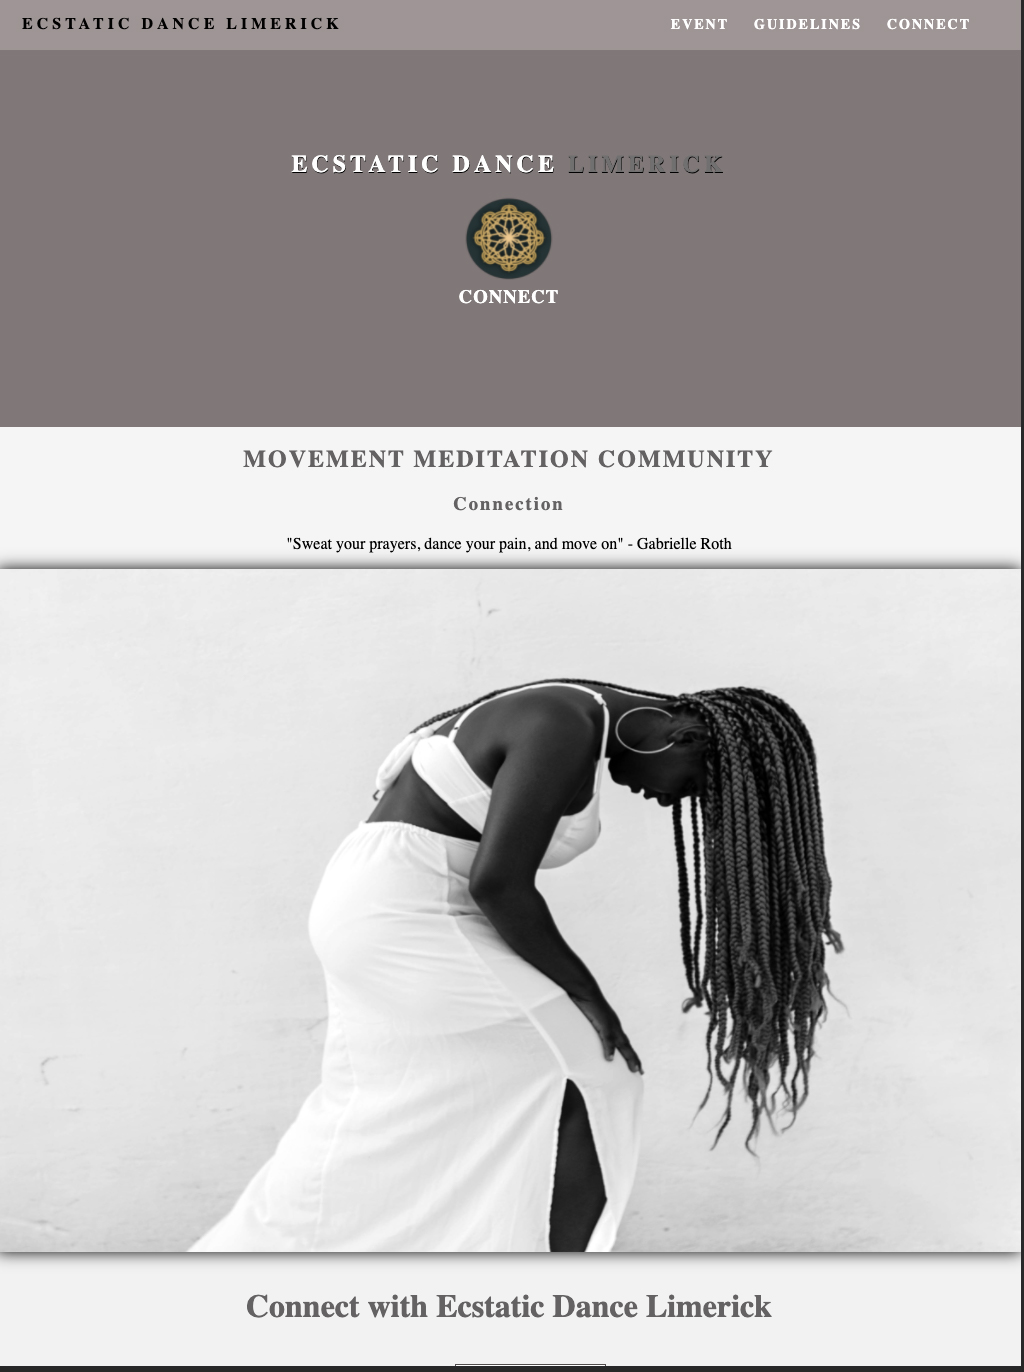 ECSTATIC DANCE LIMERICK
EVENT GUIDELINES CONNECT
ECSTATIC DANCE LIMERICK
CONNECT
MOVEMENT MEDITATION COMMUNITY
Connection
"Sweat your prayers, dance your pain, and move on" - Gabrielle Roth
Connect with Ecstatic Dance Limerick